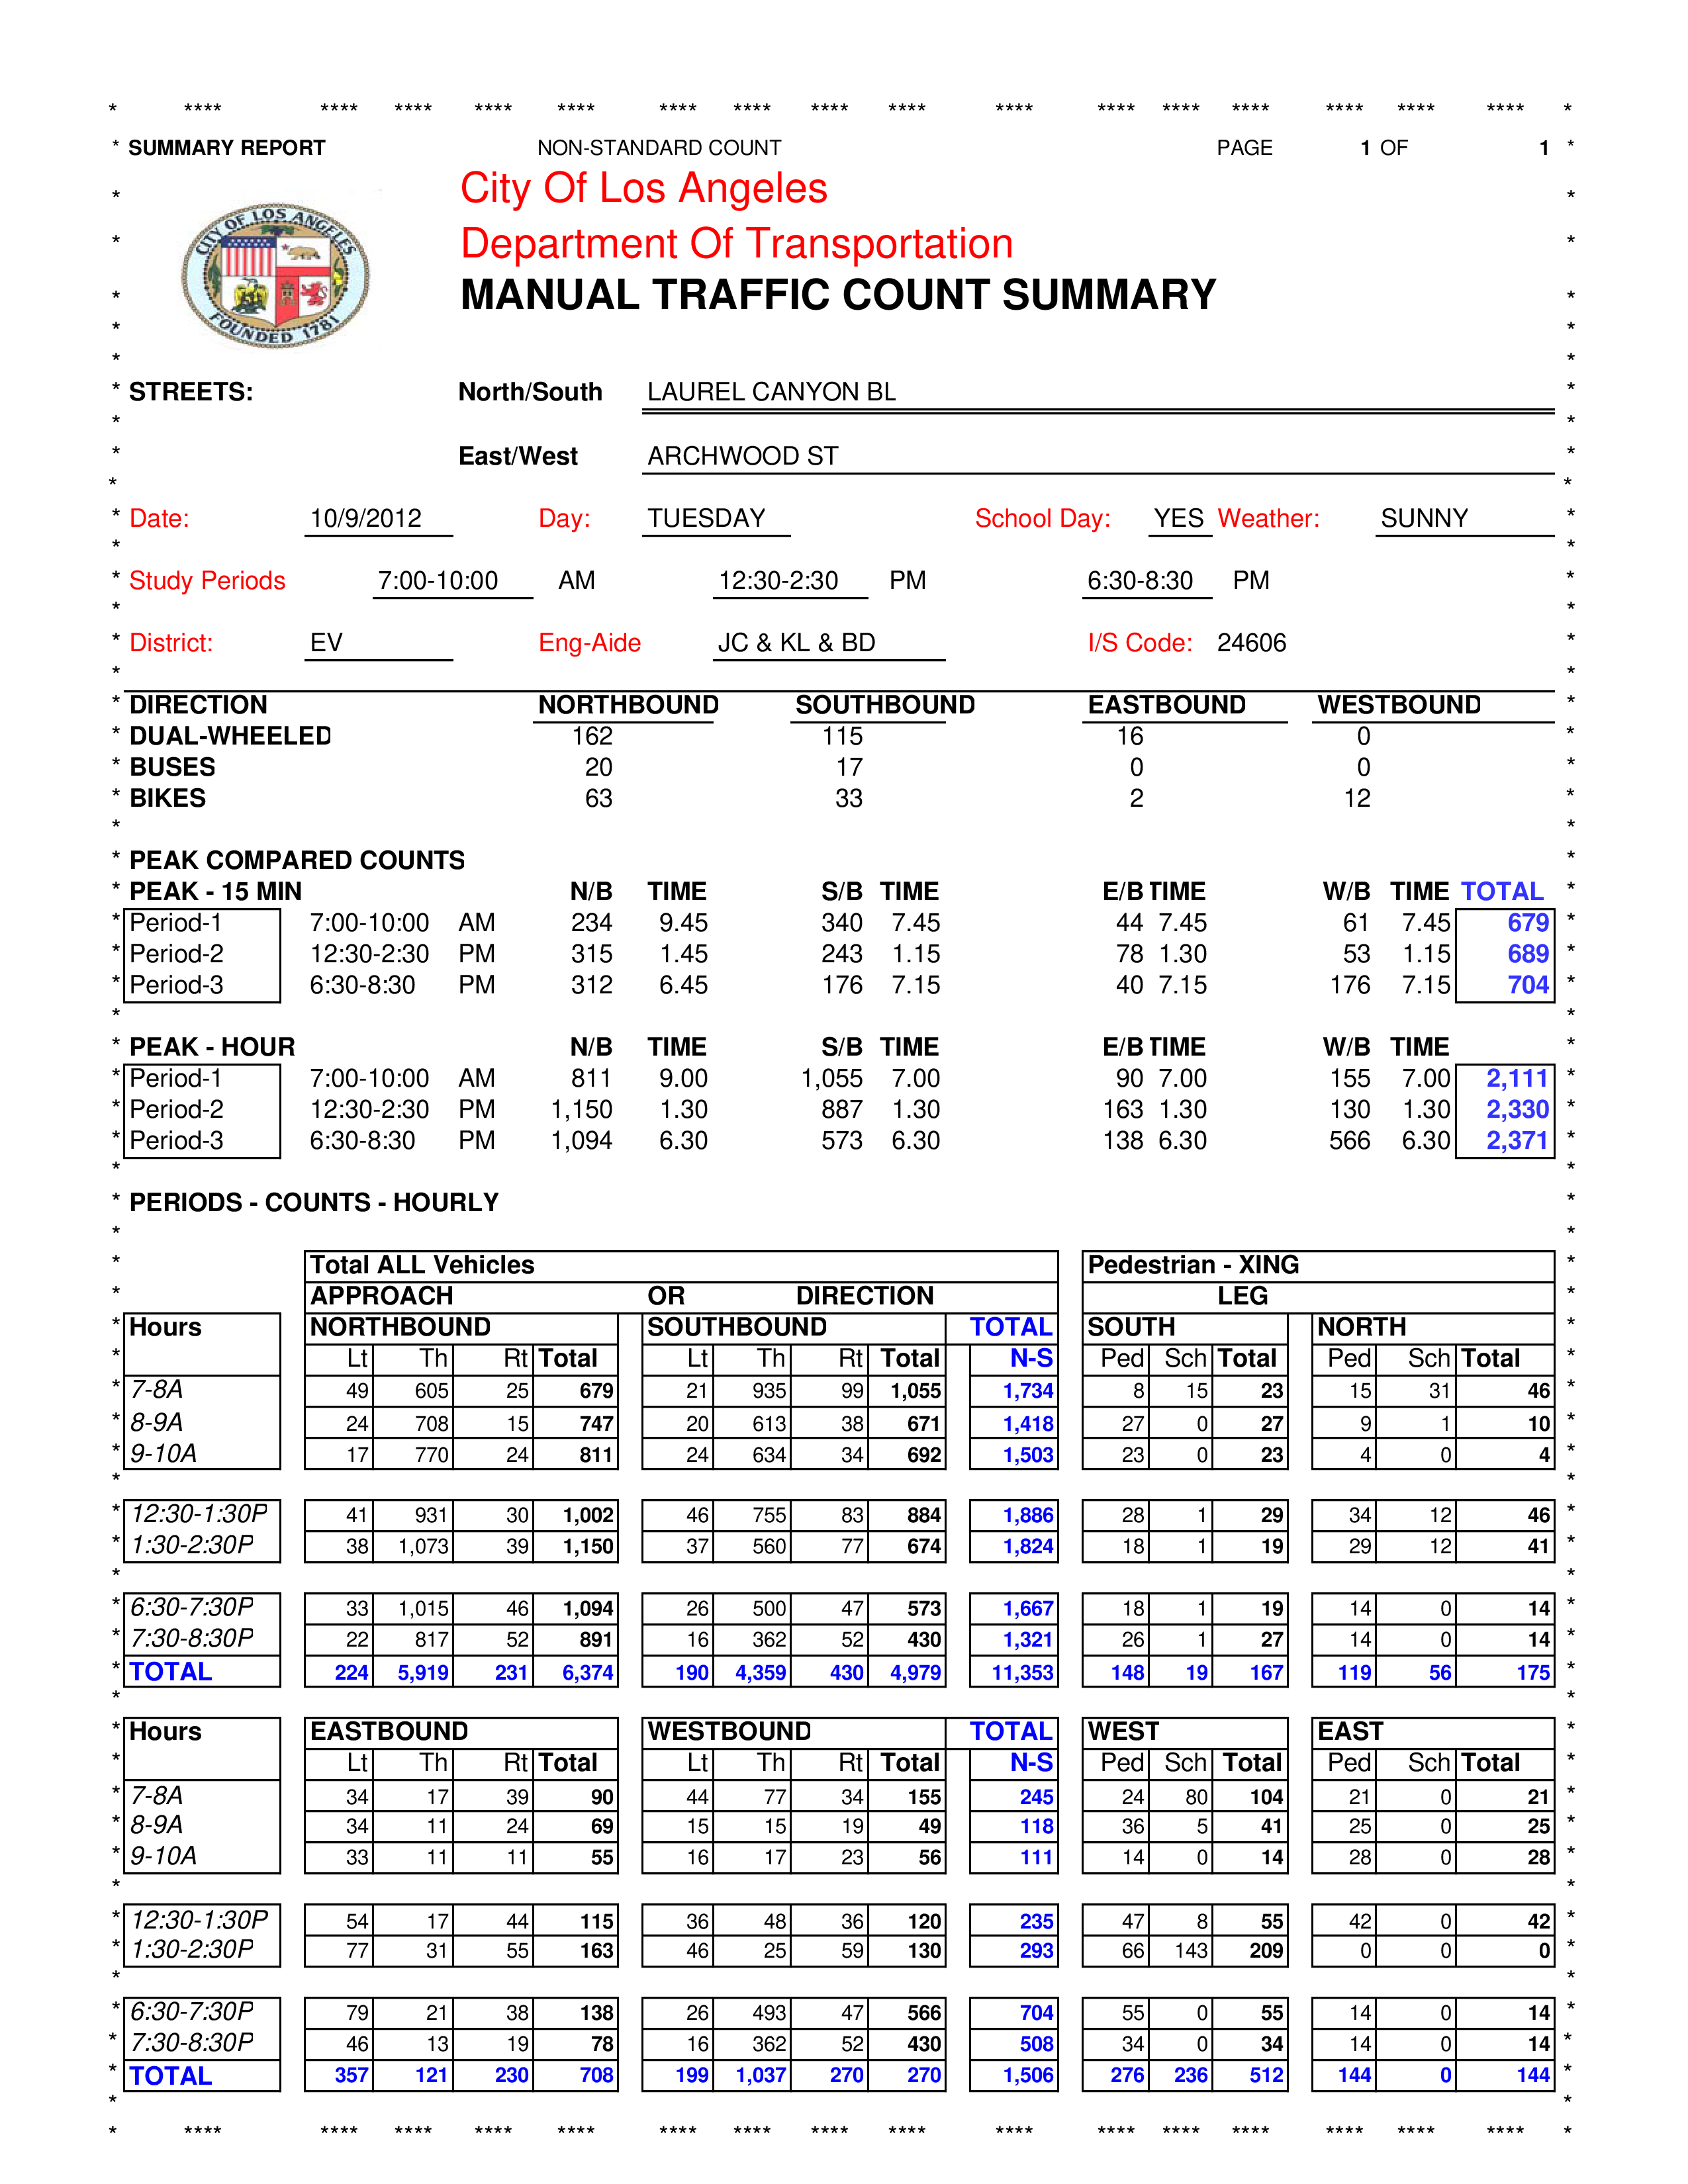 * **** **** **** **** **** **** **** **** **** **** **** **** **** **** **** **** *
* SUMMARY REPORT NON-STANDARD COUNT PAGE 1 OF 1 *
CITY OF LOS ANGELES
FOUNDED 1781
* City Of Los Angeles *
* Department Of Transportation *
* MANUAL TRAFFIC COUNT SUMMARY *
* *
* *
* STREETS: North/South LAUREL CANYON BL *
* *
* East/West ARCHWOOD ST *
* *
* Date: 10/9/2012 Day: TUESDAY School Day: YES Weather: SUNNY *
* *
* Study Periods 7:00-10:00 AM 12:30-2:30 PM 6:30-8:30 PM *
* *
* District: EV Eng-Aide JC & KL & BD I/S Code: 24606 *
* *
* DIRECTION NORTHBOUND SOUTHBOUND EASTBOUND WESTBOUND *
* DUAL-WHEELED 162 115 16 0 *
* BUSES 20 17 0 0 *
* BIKES 63 33 2 12 *
* *
* PEAK COMPARED COUNTS *
* PEAK - 15 MIN N/B TIME S/B TIME E/B TIME W/B TIME TOTAL *
* Period-1 7:00-10:00 AM 234 9.45 340 7.45 44 7.45 61 7.45 679 *
* Period-2 12:30-2:30 PM 315 1.45 243 1.15 78 1.30 53 1.15 689 *
* Period-3 6:30-8:30 PM 312 6.45 176 7.15 40 7.15 176 7.15 704 *
* *
* PEAK - HOUR N/B TIME S/B TIME E/B TIME W/B TIME *
* Period-1 7:00-10:00 AM 811 9.00 1,055 7.00 90 7.00 155 7.00 2,111 *
* Period-2 12:30-2:30 PM 1,150 1.30 887 1.30 163 1.30 130 1.30 2,330 *
* Period-3 6:30-8:30 PM 1,094 6.30 573 6.30 138 6.30 566 6.30 2,371 *
* *
* PERIODS - COUNTS - HOURLY *
* *
* Total ALL Vehicles Pedestrian - XING *
* APPROACH OR DIRECTION LEG *
* Hours NORTHBOUND SOUTHBOUND TOTAL SOUTH NORTH *
* Lt Th Rt Total Lt Th Rt Total N-S Ped Sch Total Ped Sch Total *
* 7-8A 49 605 25 679 21 935 99 1,055 1,734 8 15 23 15 31 46 *
* 8-9A 24 708 15 747 20 613 38 671 1,418 27 0 27 9 1 10 *
* 9-10A 17 770 24 811 24 634 34 692 1,503 23 0 23 4 0 4 *
* *
* 12:30-1:30P 41 931 30 1,002 46 755 83 884 1,886 28 1 29 34 12 46 *
* 1:30-2:30P 38 1,073 39 1,150 37 560 77 674 1,824 18 1 19 29 12 41 *
* *
* 6:30-7:30P 33 1,015 46 1,094 26 500 47 573 1,667 18 1 19 14 0 14 *
* 7:30-8:30P 22 817 52 891 16 362 52 430 1,321 26 1 27 14 0 14 *
* TOTAL 224 5,919 231 6,374 190 4,359 430 4,979 11,353 148 19 167 119 56 175 *
* *
* Hours EASTBOUND WESTBOUND TOTAL WEST EAST *
* Lt Th Rt Total Lt Th Rt Total N-S Ped Sch Total Ped Sch Total *
* 7-8A 34 17 39 90 44 77 34 155 245 24 80 104 21 0 21 *
* 8-9A 34 11 24 69 15 15 19 49 118 36 5 41 25 0 25 *
* 9-10A 33 11 11 55 16 17 23 56 111 14 0 14 28 0 28 *
* *
* 12:30-1:30P 54 17 44 115 36 48 36 120 235 47 8 55 42 0 42 *
* 1:30-2:30P 77 31 55 163 46 25 59 130 293 66 143 209 0 0 0 *
* *
* 6:30-7:30P 79 21 38 138 26 493 47 566 704 55 0 55 14 0 14 *
* 7:30-8:30P 46 13 19 78 16 362 52 430 508 34 0 34 14 0 14 *
* TOTAL 357 121 230 708 199 1,037 270 270 1,506 276 236 512 144 0 144 *
* *
* **** **** **** **** **** **** **** **** **** **** **** **** **** **** **** **** *